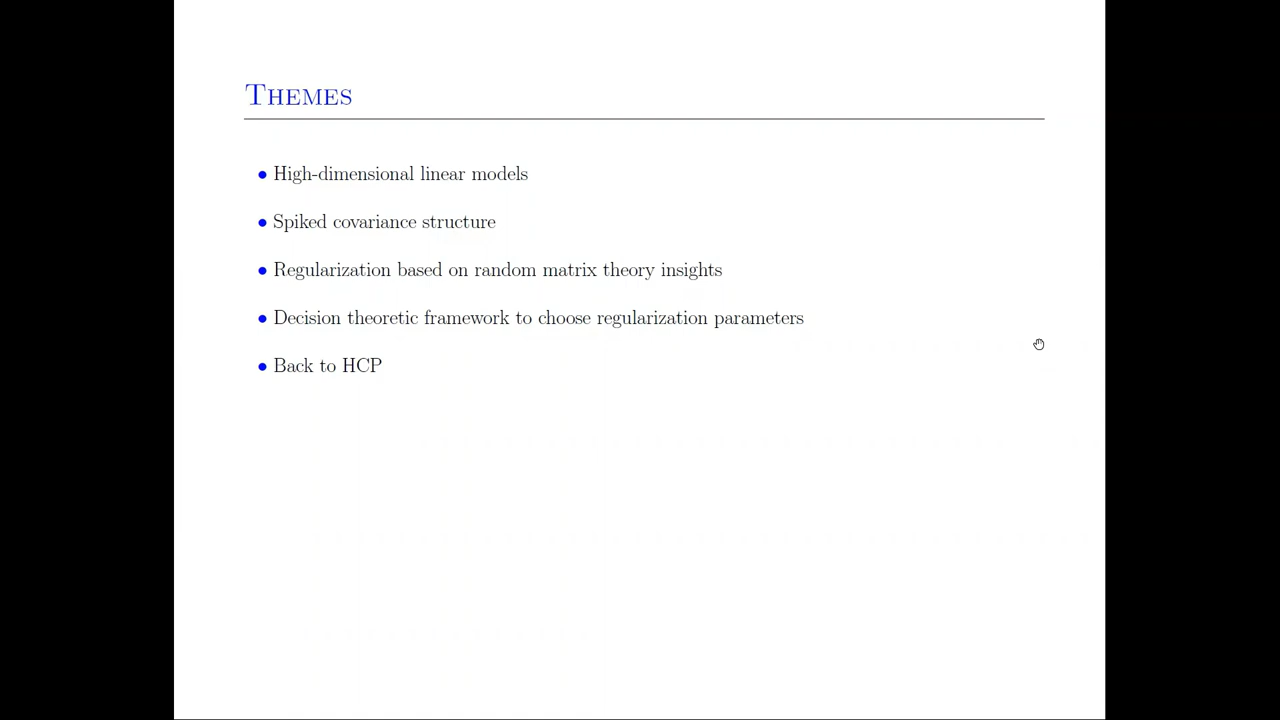 Themes
• High-dimensional linear models
• Spiked covariance structure
• Regularization based on random matrix theory insights
• Decision theoretic framework to choose regularization parameters
• Back to HCP